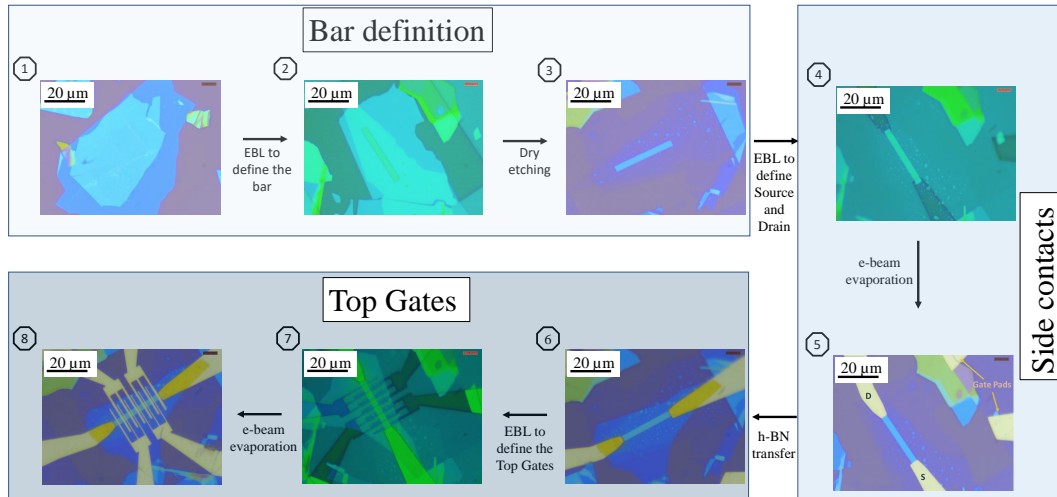 Bar definition
1
20 µm
EBL to
define the
bar
2
20 µm
Dry
etching
3
20 µm
EBL to
define
Source
and
Drain
4
20 µm
e-beam
evaporation
5
20 µm
Gate Pads
D
S
Side contacts
h-BN
transfer
Top Gates
6
20 µm
EBL to
define the
Top Gates
7
20 µm
e-beam
evaporation
8
20 µm